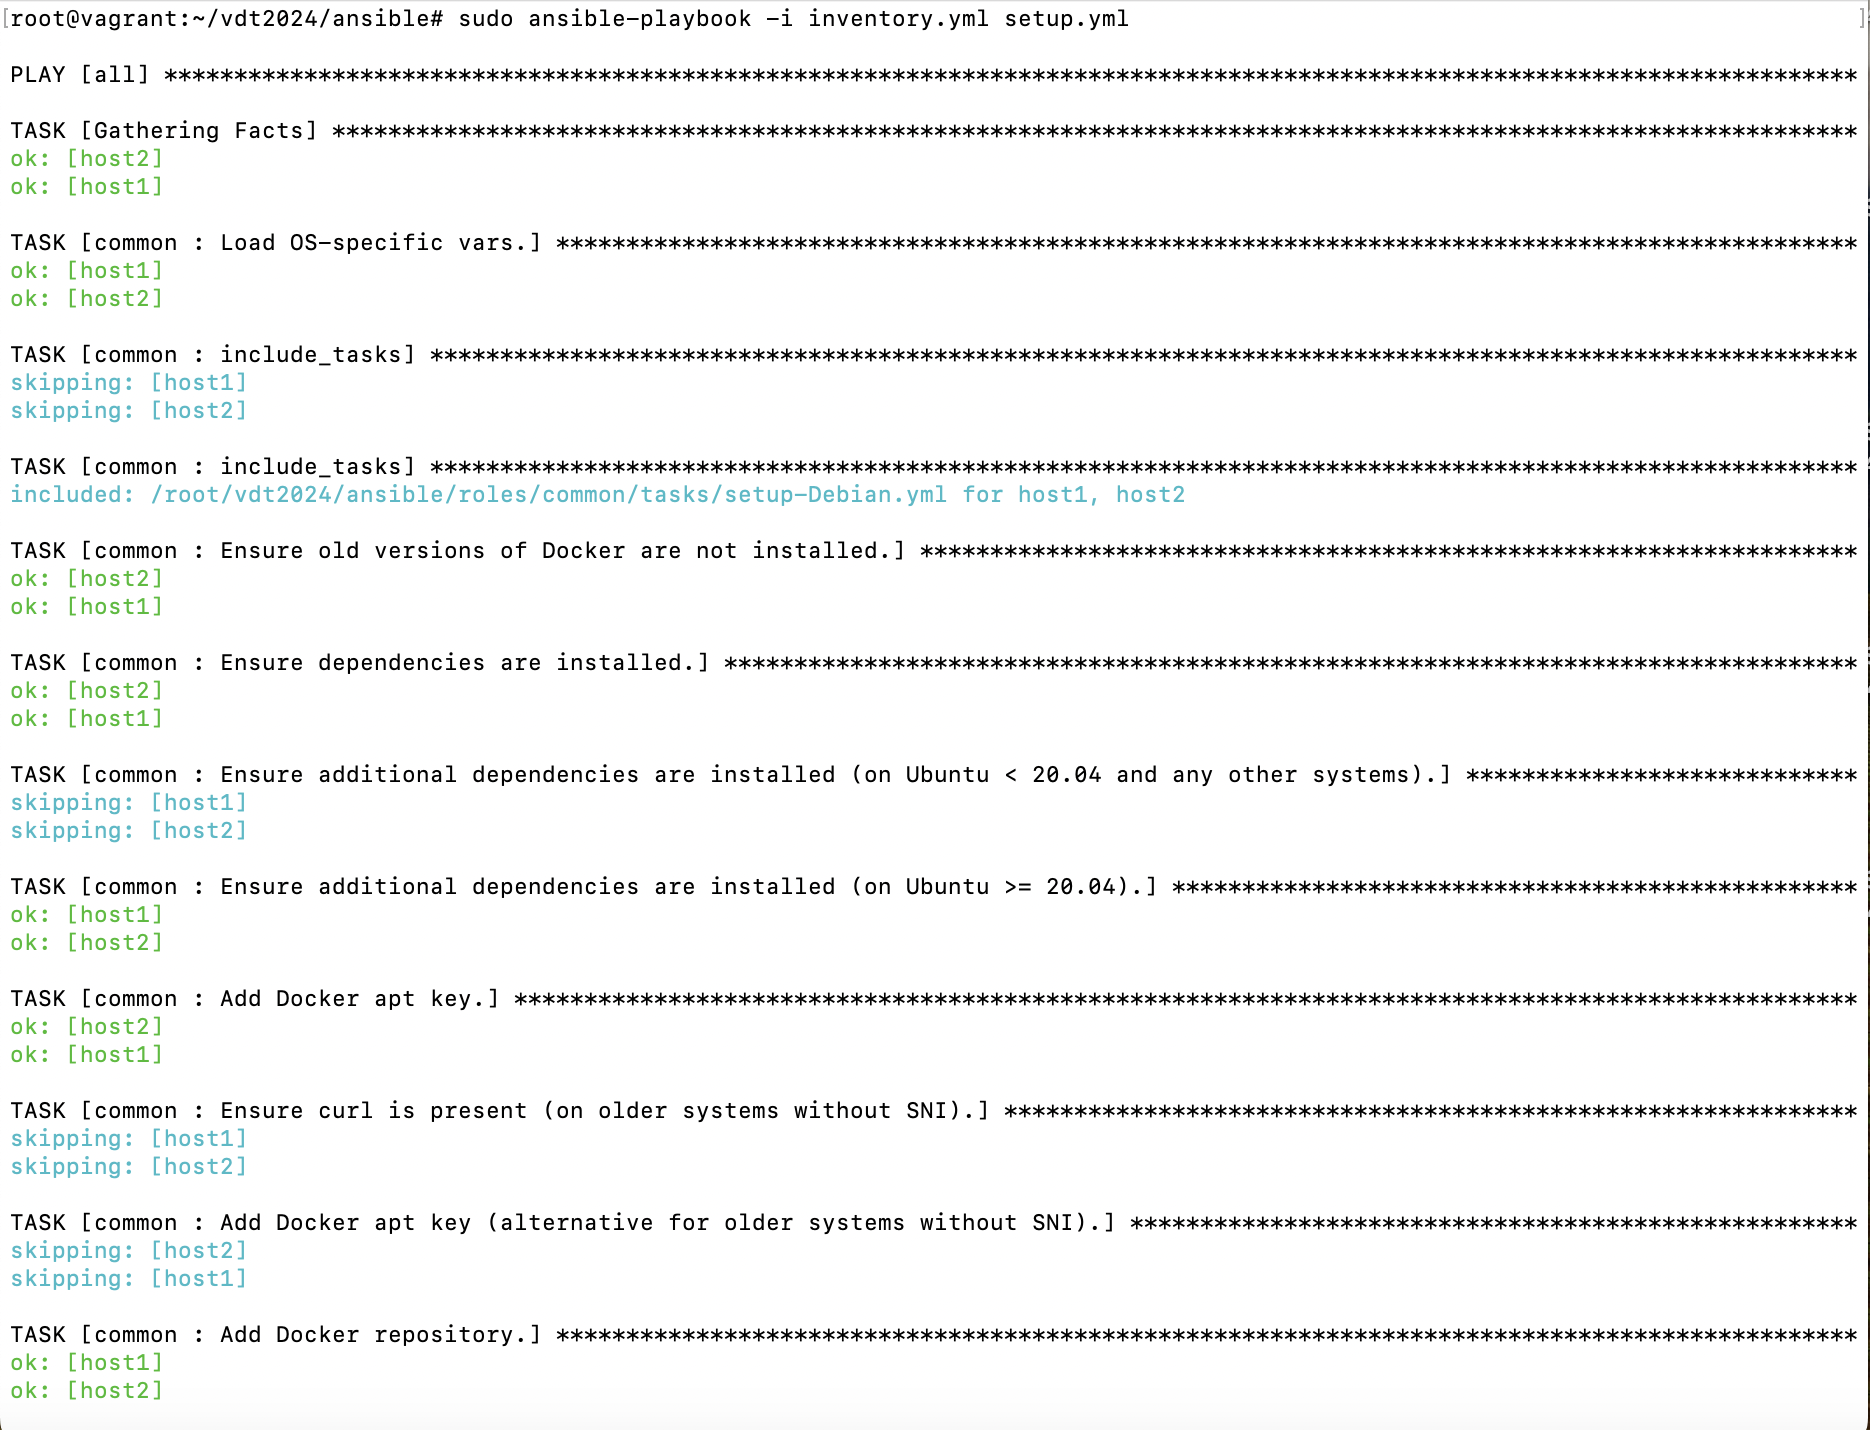 [root@vagrant:~/vdt2024/ansible# sudo ansible-playbook -i inventory.yml setup.yml ]
PLAY [all] *************************************************************************************************************************
TASK [Gathering Facts] *************************************************************************************************************
ok: [host2]
ok: [host1]
TASK [common : Load OS-specific vars.] *********************************************************************************************
ok: [host1]
ok: [host2]
TASK [common : include_tasks] ******************************************************************************************************
skipping: [host1]
skipping: [host2]
TASK [common : include_tasks] ******************************************************************************************************
included: /root/vdt2024/ansible/roles/common/tasks/setup-Debian.yml for host1, host2
TASK [common : Ensure old versions of Docker are not installed.] *******************************************************************
ok: [host2]
ok: [host1]
TASK [common : Ensure dependencies are installed.] *********************************************************************************
ok: [host2]
ok: [host1]
TASK [common : Ensure additional dependencies are installed (on Ubuntu < 20.04 and any other systems).] ****************************
skipping: [host1]
skipping: [host2]
TASK [common : Ensure additional dependencies are installed (on Ubuntu >= 20.04).] *************************************************
ok: [host1]
ok: [host2]
TASK [common : Add Docker apt key.] ************************************************************************************************
ok: [host2]
ok: [host1]
TASK [common : Ensure curl is present (on older systems without SNI).] *************************************************************
skipping: [host1]
skipping: [host2]
TASK [common : Add Docker apt key (alternative for older systems without SNI).] ****************************************************
skipping: [host2]
skipping: [host1]
TASK [common : Add Docker repository.] *********************************************************************************************
ok: [host1]
ok: [host2]